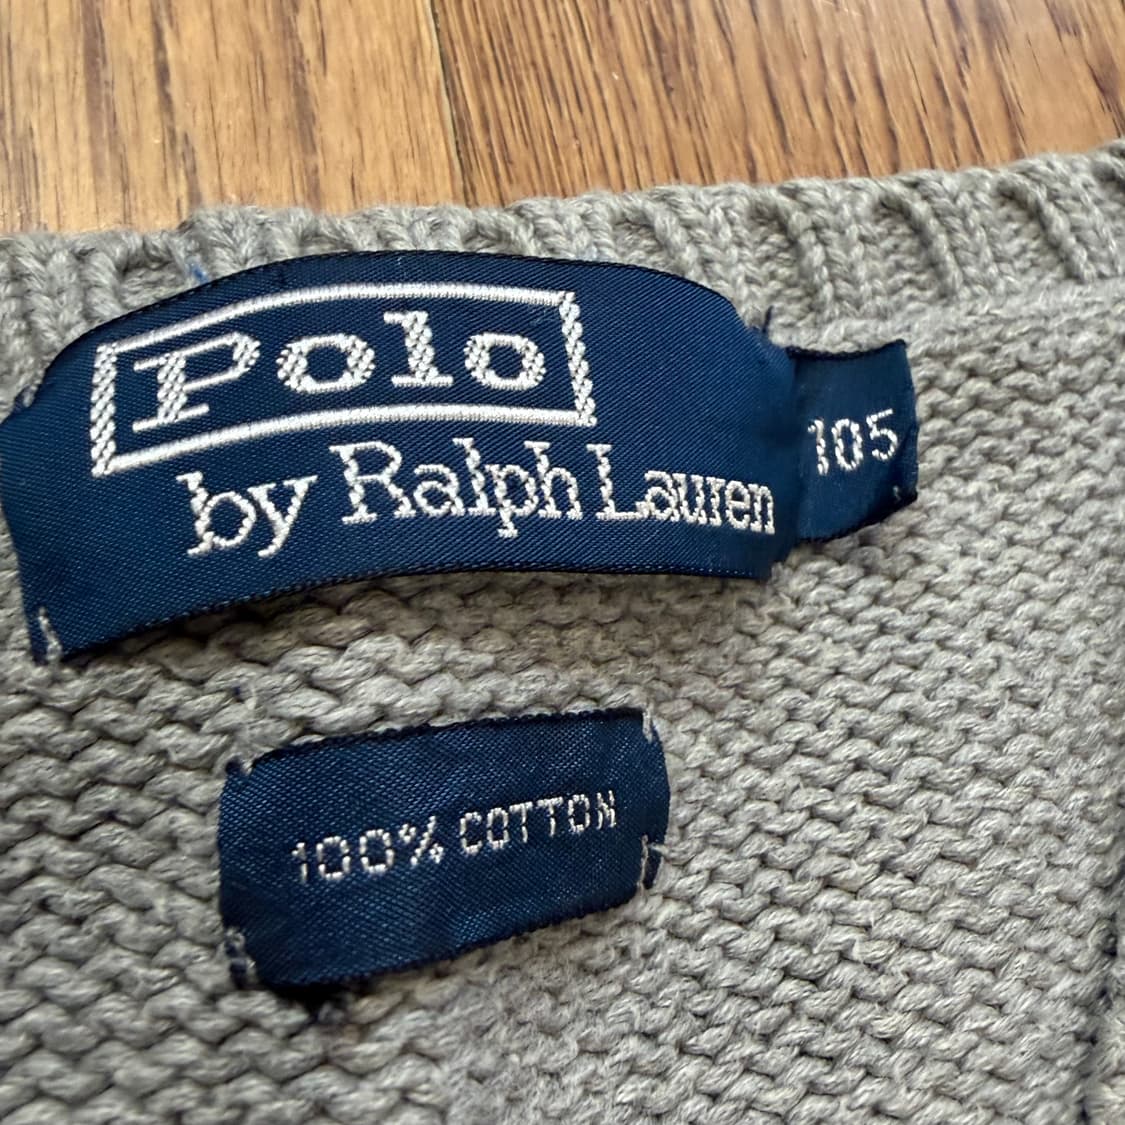 Polo
by Ralph Lauren
105
100% COTTON